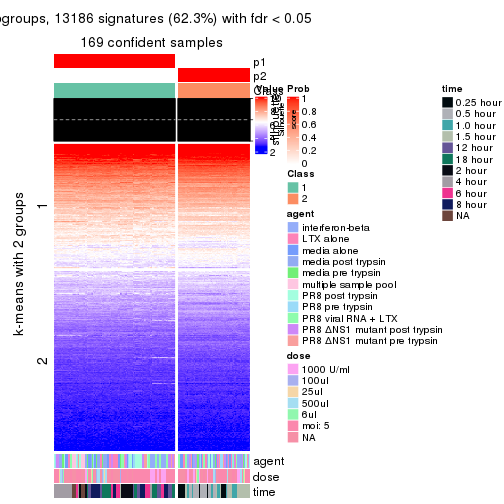 ogroups, 13186 signatures (62.3%) with fdr < 0.05
169 confident samples
p1
p2
Class
silhouette
score
1
2
k-means with 2 groups
agent
dose
time
Value
2
Prob
1
0.8
0.6
0.4
0.2
0
Class
1
2
agent
interferon-beta
LTX alone
media alone
media post trypsin
media pre trypsin
multiple sample pool
PR8 post trypsin
PR8 pre trypsin
PR8 viral RNA + LTX
PR8 ΔNS1 mutant post trypsin
PR8 ΔNS1 mutant pre trypsin
dose
1000 U/ml
100ul
25ul
500ul
6ul
moi: 5
NA
time
0.25 hour
0.5 hour
1.0 hour
1.5 hour
12 hour
18 hour
2 hour
4 hour
6 hour
8 hour
NA